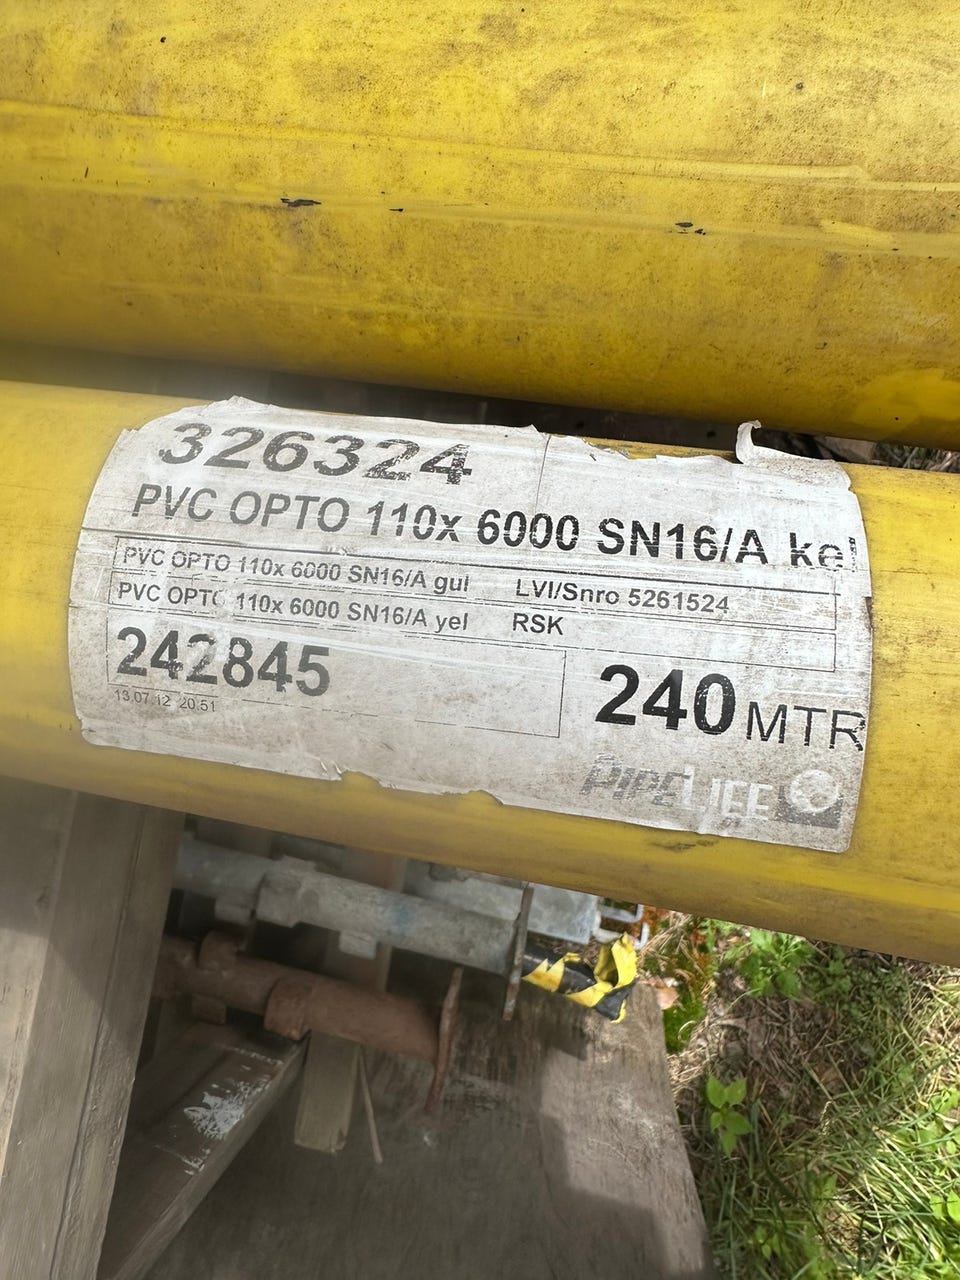 326324
PVC OPTO 110x 6000 SN16/A kel
PVC OPTO 110x 6000 SN16/A gul LVI/Snro 5261524
PVC OPTO 110x 6000 SN16/A yel RSK
242845
13.07.12 20:51
240 MTR
PIPELIFE